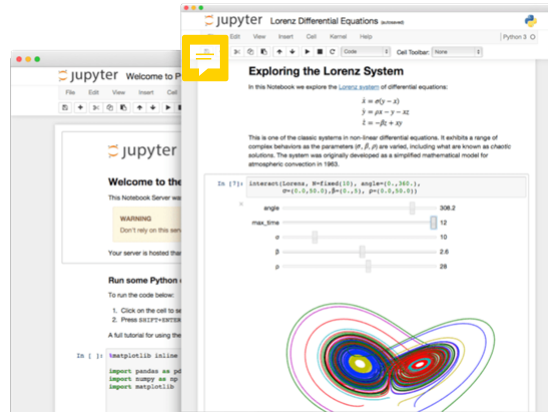 jupyter Lorenz Differential Equations (autosaved)
Edit View Insert Cell Kernel Help
Python 3
Code Cell Toolbar: None
Exploring the Lorenz System
In this Notebook we explore the Lorenz system of differential equations:
ẋ = σ(y − x)
ẏ = ρx − y − xz
ż = −βz + xy
This is one of the classic systems in non-linear differential equations. It exhibits a range of
complex behaviors as the parameters (σ, β, ρ) are varied, including what are known as chaotic
solutions. The system was originally developed as a simplified mathematical model for
atmospheric convection in 1963.
In [7]: interact(Lorenz, N=fixed(10), angle=(0.,360.),
σ=(0.0,50.0),β=(0.,5), ρ=(0.0,50.0))
angle 308.2
max_time 12
σ 10
β 2.6
ρ 28
jupyter Welcome to P
File Edit View Insert Cell
jupyter
Welcome to the
This Notebook Server was
WARNING
Don't rely on this serv
Your server is hosted than
Run some Python
To run the code below:
1. Click on the cell to se
2. Press SHIFT+ENTER
A full tutorial for using the
In [ ]: %matplotlib inline
import pandas as pd
import numpy as np
import matplotlib